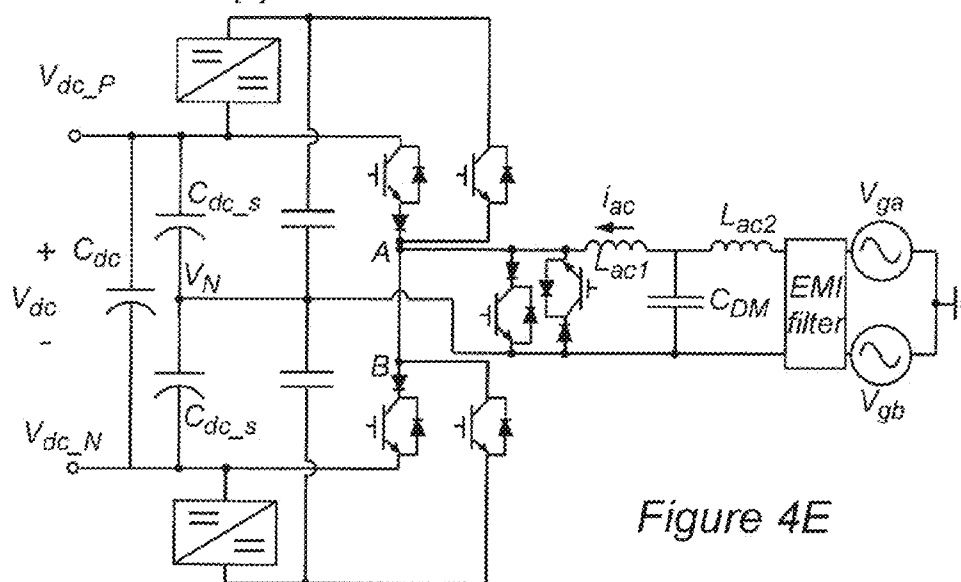 V_dc_P
C_dc_s
+
C_dc
V_N
V_dc
-
C_dc_s
V_dc_N
A
B
i_ac
L_ac1
L_ac2
C_DM
EMI
filter
V_ga
V_gb
Figure 4E